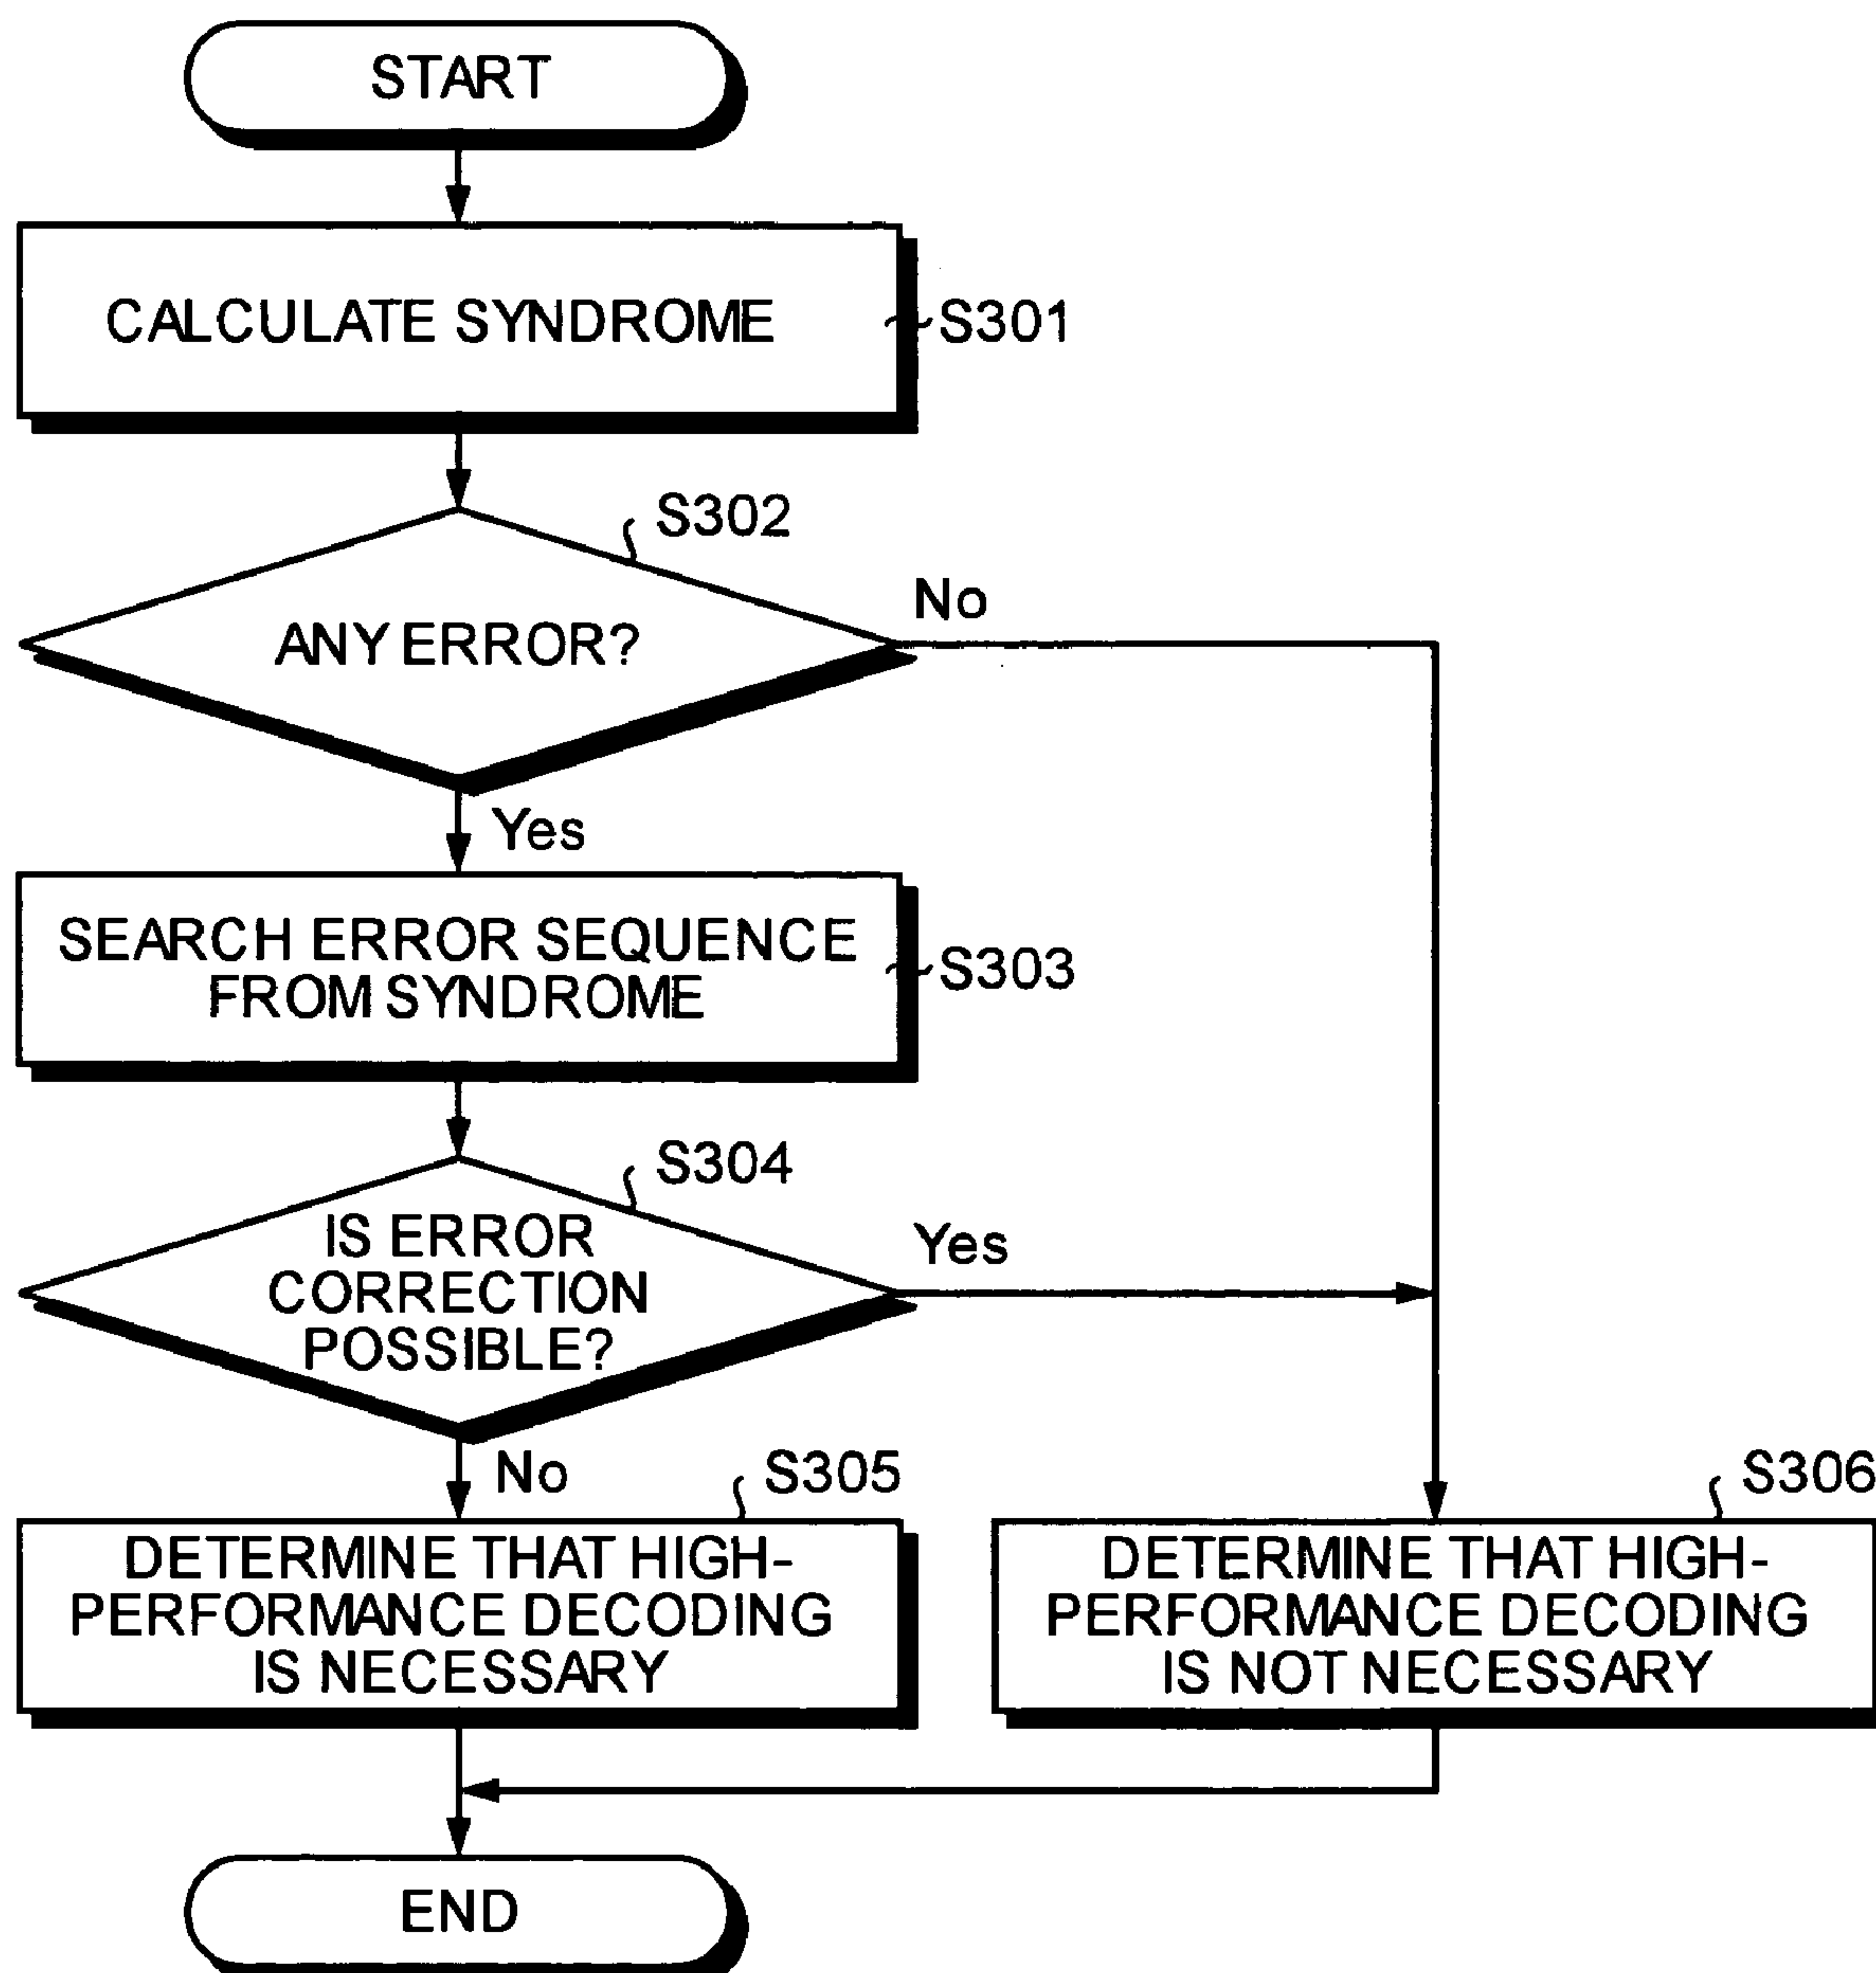 START
CALCULATE SYNDROME
S301
S302
ANY ERROR?
No
Yes
SEARCH ERROR SEQUENCE
FROM SYNDROME
S303
S304
IS ERROR
CORRECTION
POSSIBLE?
Yes
No
S305
DETERMINE THAT HIGH-
PERFORMANCE DECODING
IS NECESSARY
S306
DETERMINE THAT HIGH-
PERFORMANCE DECODING
IS NOT NECESSARY
END